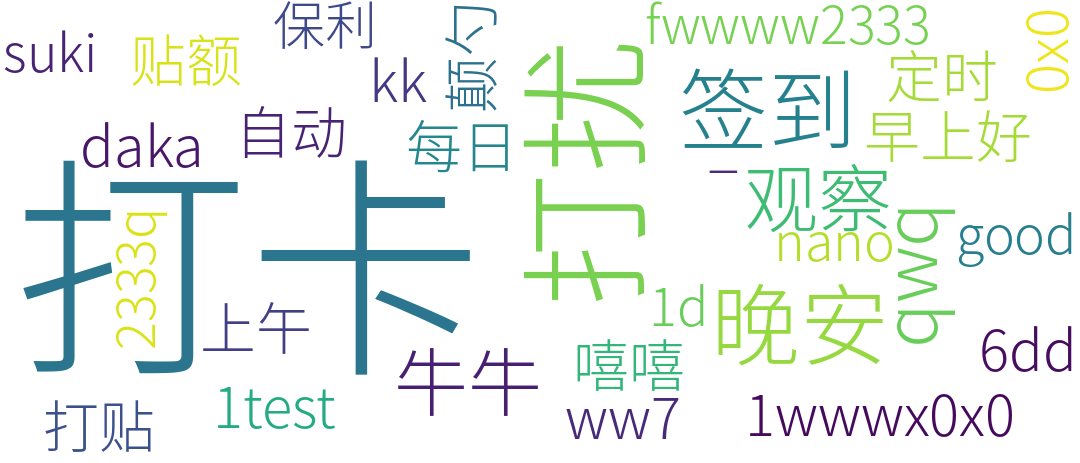 suki
贴额
保利
颠勺
kk
fwwww2333
定时
0x0
daka
自动
每日
打扰
签到
早上好
打卡
2333q
_
观察
nano
qwq
good
上午
牛牛
1d
晚安
嘻嘻
6dd
打贴
1test
ww7
1wwwx0x0